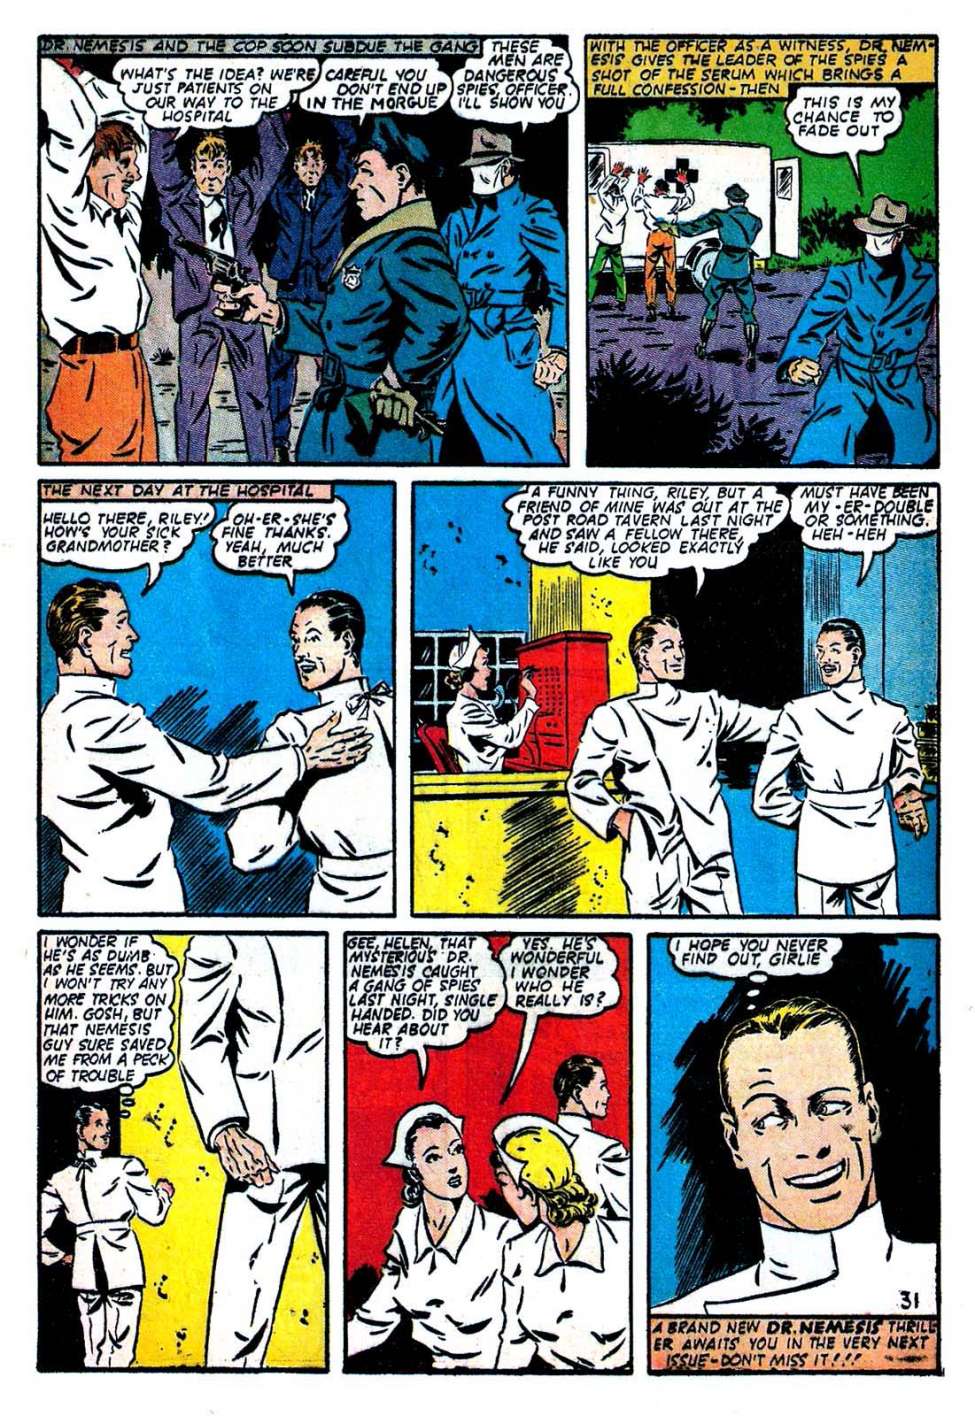 DR. NEMESIS AND THE COP SOON SUBDUE THE GANG
WHAT'S THE IDEA? WE'RE
JUST PATIENTS ON
OUR WAY TO THE
HOSPITAL
CAREFUL YOU
DON'T END UP
IN THE MORGUE
THESE
MEN ARE
DANGEROUS
SPIES, OFFICER.
I'LL SHOW YOU
WITH THE OFFICER AS A WITNESS, DR. NEM-
ESIS GIVES THE LEADER OF THE SPIES A
SHOT OF THE SERUM WHICH BRINGS A
FULL CONFESSION - THEN
THIS IS MY
CHANCE TO
FADE OUT
THE NEXT DAY AT THE HOSPITAL
HELLO THERE, RILEY!
HOW'S YOUR SICK
GRANDMOTHER?
OH-ER-SHE'S
FINE THANKS.
YEAH, MUCH
BETTER
A FUNNY THING, RILEY, BUT A
FRIEND OF MINE WAS OUT AT THE
POST ROAD TAVERN LAST NIGHT
AND SAW A FELLOW THERE,
HE SAID, LOOKED EXACTLY
LIKE YOU
MUST HAVE BEEN
MY -ER-DOUBLE
OR SOMETHING.
HEH-HEH
I WONDER IF
HE'S AS DUMB
AS HE SEEMS. BUT
I WON'T TRY ANY
MORE TRICKS ON
HIM. GOSH, BUT
THAT NEMESIS
GUY SURE SAVED
ME FROM A PECK
OF TROUBLE
GEE, HELEN, THAT
MYSTERIOUS DR.
NEMESIS CAUGHT
A GANG OF SPIES
LAST NIGHT, SINGLE
HANDED. DID YOU
HEAR ABOUT
IT?
YES. HE'S
WONDERFUL
I WONDER
WHO HE
REALLY IS?
I HOPE YOU NEVER
FIND OUT, GIRLIE
31
A BRAND NEW DR. NEMESIS THRILL
ER AWAITS YOU IN THE VERY NEXT
ISSUE - DON'T MISS IT!!!